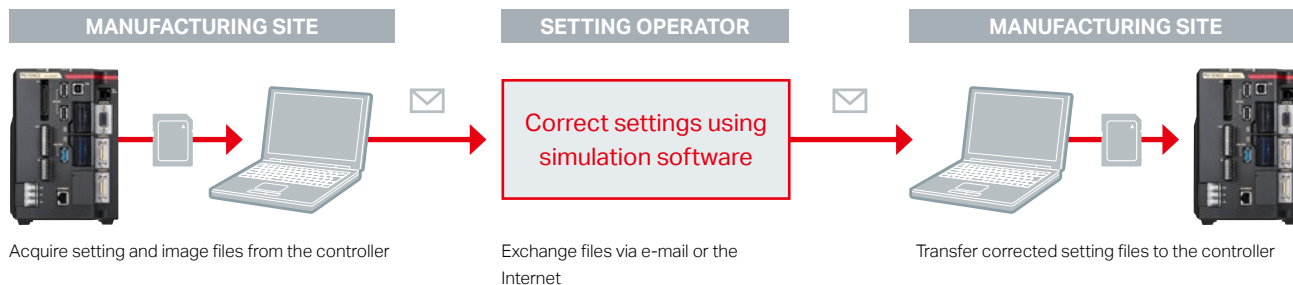 MANUFACTURING SITE
SETTING OPERATOR
MANUFACTURING SITE
Correct settings using
simulation software
Acquire setting and image files from the controller
Exchange files via e-mail or the
Internet
Transfer corrected setting files to the controller